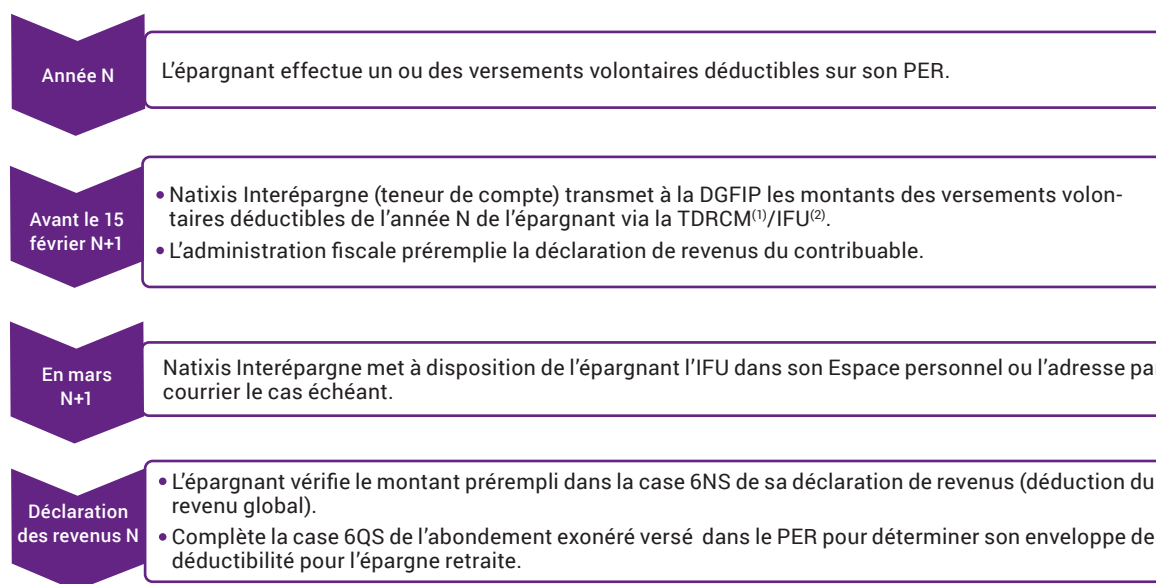 Année N
L'épargnant effectue un ou des versements volontaires déductibles sur son PER.
Avant le 15
février N+1
• Natixis Interépargne (teneur de compte) transmet à la DGFIP les montants des versements volon-
taires déductibles de l'année N de l'épargnant via la TDRCM(1)/IFU(2).
• L'administration fiscale préremplie la déclaration de revenus du contribuable.
En mars
N+1
Natixis Interépargne met à disposition de l'épargnant l'IFU dans son Espace personnel ou l'adresse pa
courrier le cas échéant.
Déclaration
des revenus N
• L'épargnant vérifie le montant prérempli dans la case 6NS de sa déclaration de revenus (déduction du
revenu global).
• Complète la case 6QS de l'abondement exonéré versé dans le PER pour déterminer son enveloppe de
déductibilité pour l'épargne retraite.